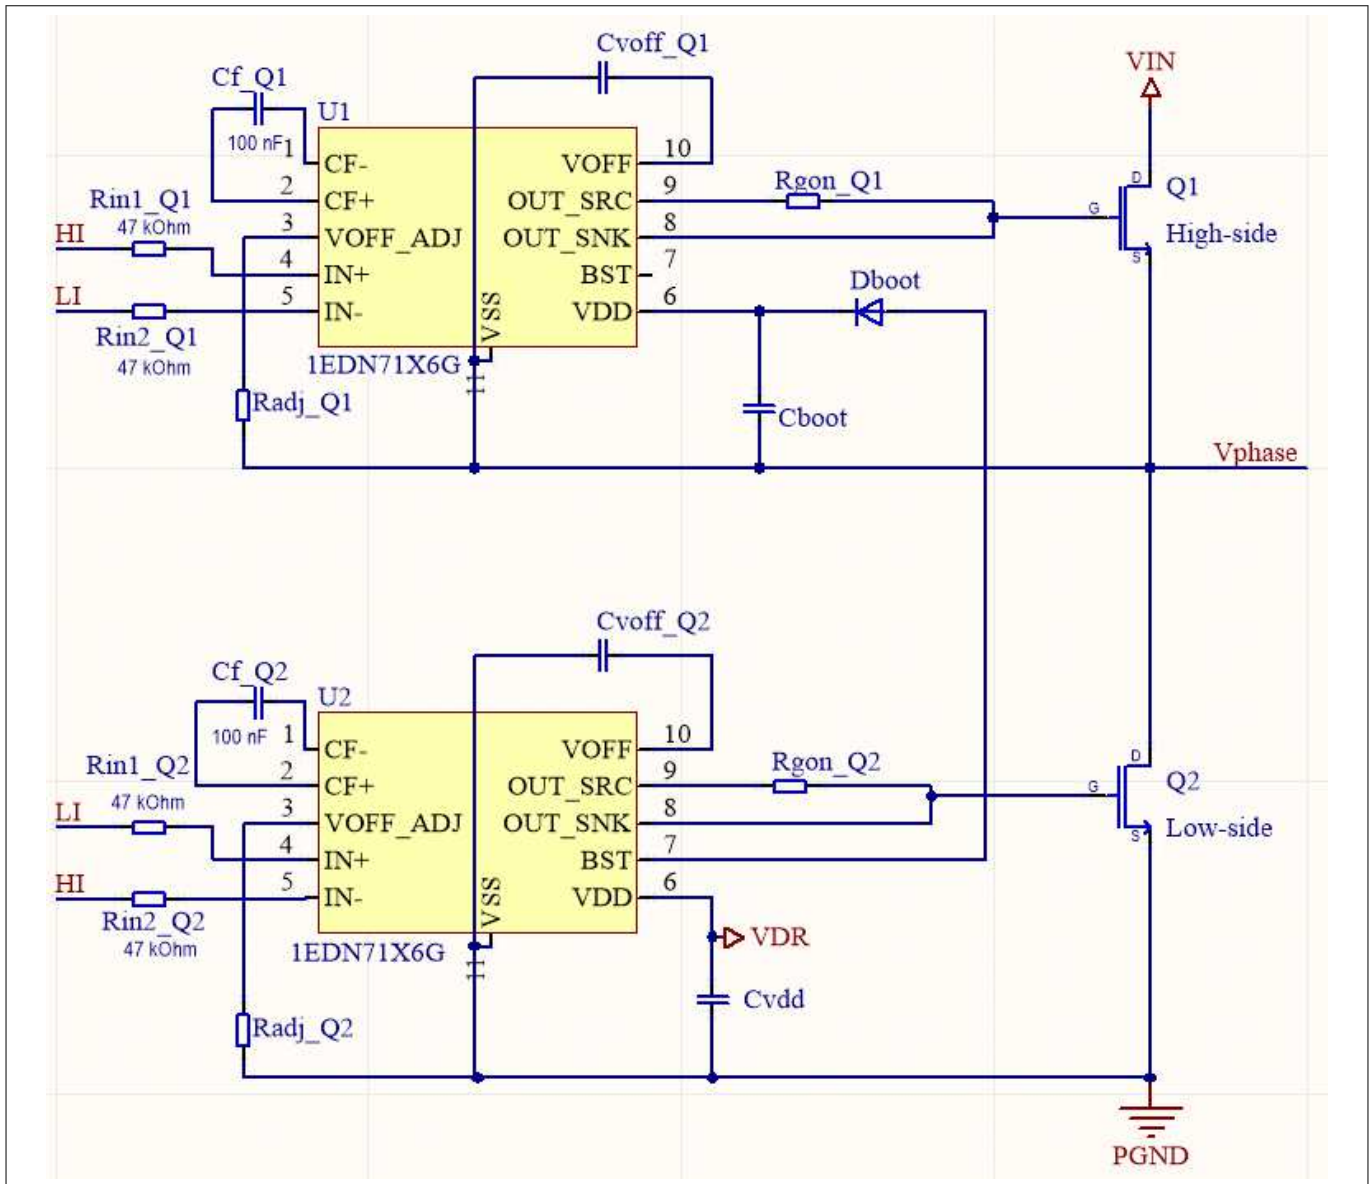 Cvoff_Q1
VIN
Cf_Q1
100 nF
U1
1 CF- VOFF 10
2 CF+ OUT_SRC 9
3 VOFF_ADJ OUT_SNK 8
4 IN+ BST 7
5 IN- VDD 6
VSS
11
1EDN71X6G
Rin1_Q1
47 kOhm
HI
LI
Rin2_Q1
47 kOhm
Radj_Q1
Rgon_Q1
D
G
S
Q1
High-side
Dboot
Cboot
Vphase
Cvoff_Q2
Cf_Q2
100 nF
U2
1 CF- VOFF 10
2 CF+ OUT_SRC 9
3 VOFF_ADJ OUT_SNK 8
4 IN+ BST 7
5 IN- VDD 6
VSS
11
1EDN71X6G
Rin1_Q2
47 kOhm
LI
HI
Rin2_Q2
47 kOhm
Radj_Q2
Rgon_Q2
D
G
S
Q2
Low-side
VDR
Cvdd
PGND